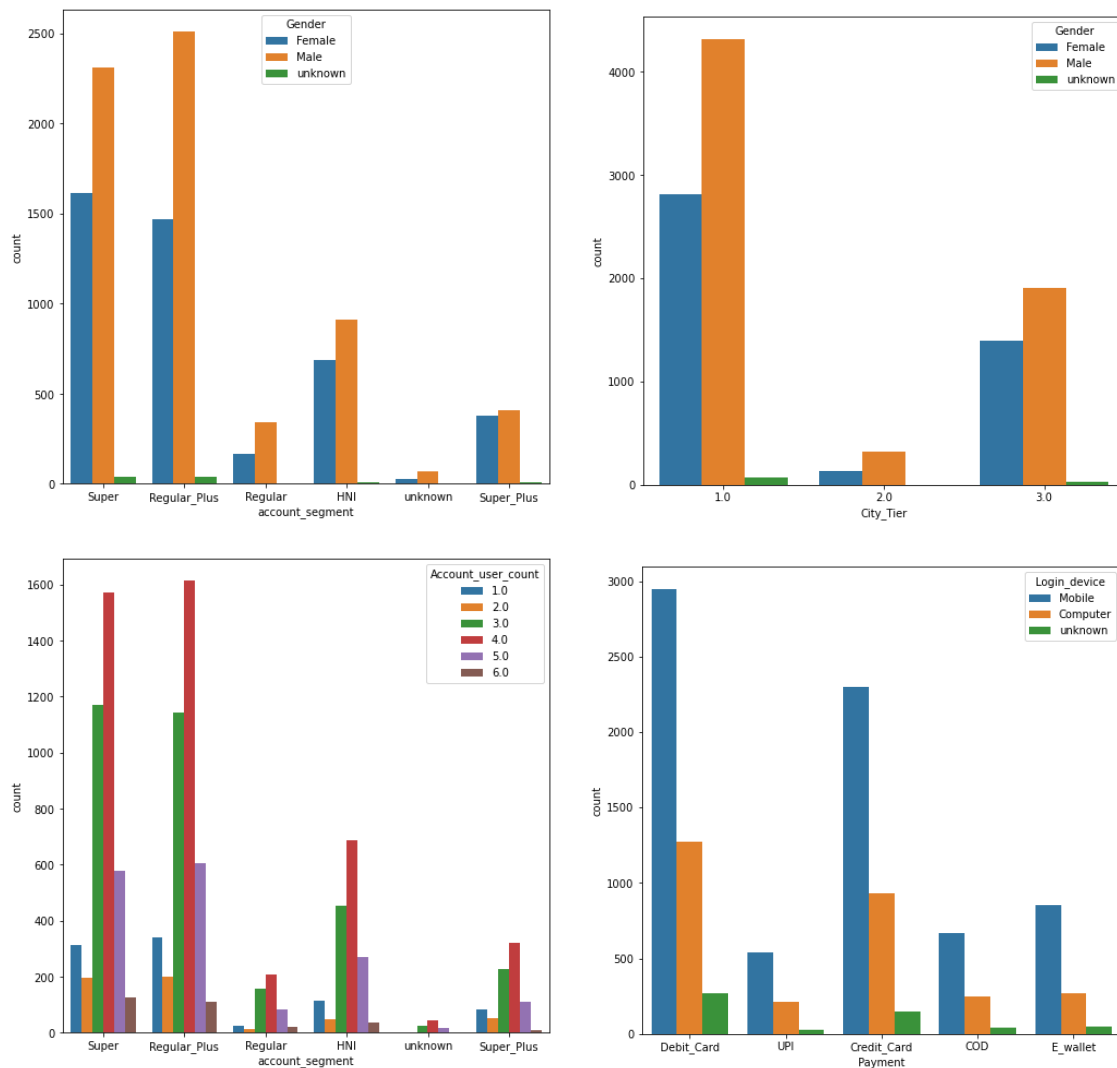 Gender
Female
Male
unknown
2500
2000
1500
1000
500
0
count
Super Regular_Plus Regular HNI unknown Super_Plus
account_segment
Gender
Female
Male
unknown
4000
3000
2000
1000
0
count
1.0 2.0 3.0
City_Tier
Account_user_count
1.0
2.0
3.0
4.0
5.0
6.0
1600
1400
1200
1000
800
600
400
200
0
count
Super Regular_Plus Regular HNI unknown Super_Plus
account_segment
Login_device
Mobile
Computer
unknown
3000
2500
2000
1500
1000
500
0
count
Debit_Card UPI Credit_Card COD E_wallet
Payment